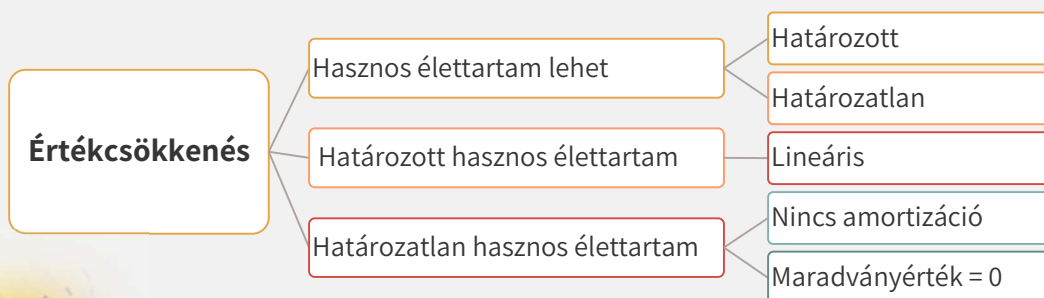 Értékcsökkenés
Hasznos élettartam lehet
Határozott
Határozatlan
Határozott hasznos élettartam
Lineáris
Határozatlan hasznos élettartam
Nincs amortizáció
Maradványérték = 0